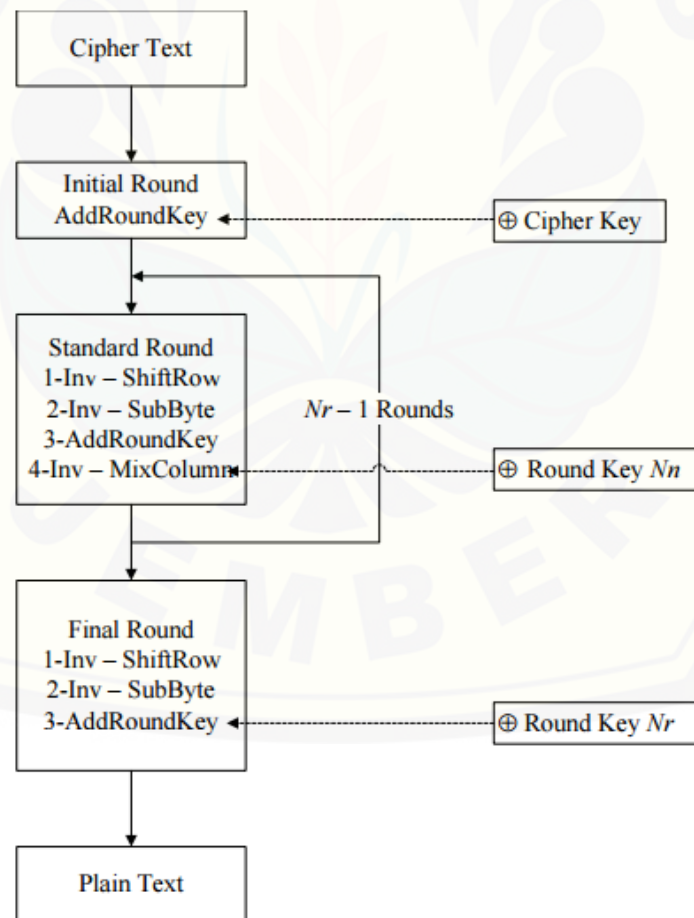 Cipher Text
Initial Round
AddRoundKey
⊕ Cipher Key
Standard Round
1-Inv – ShiftRow
2-Inv – SubByte
3-AddRoundKey
4-Inv – MixColumn
Nr – 1 Rounds
⊕ Round Key Nn
Final Round
1-Inv – ShiftRow
2-Inv – SubByte
3-AddRoundKey
⊕ Round Key Nr
Plain Text
JEMBER